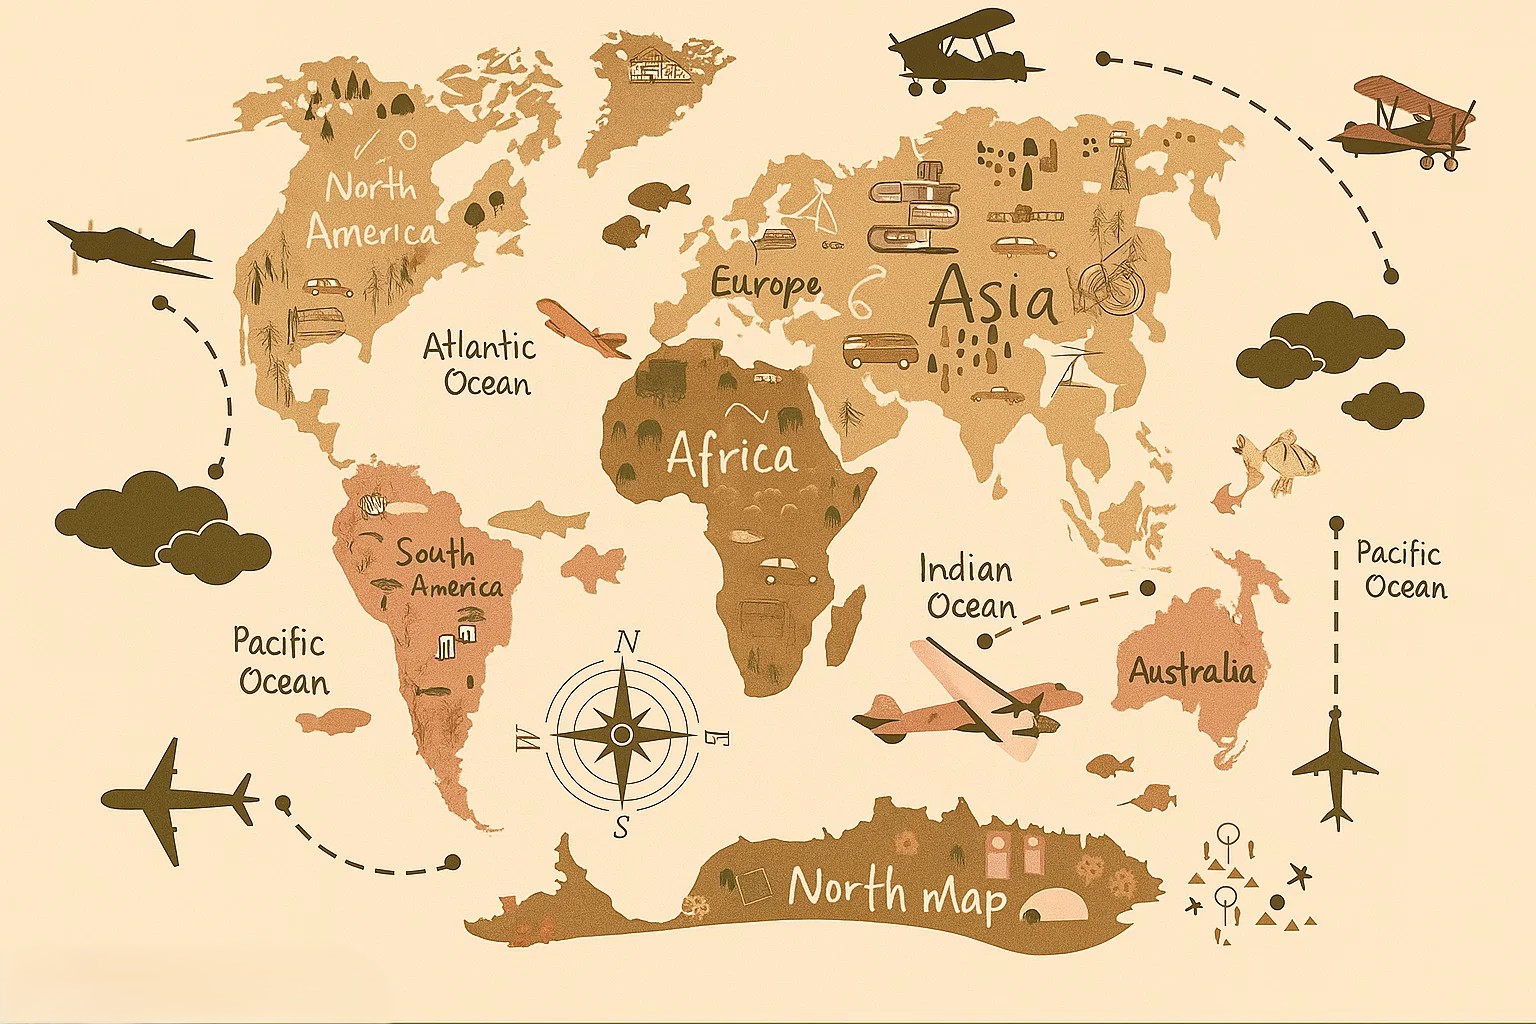 North
America
Europe
Asia
Atlantic
Ocean
Africa
South
America
Indian
Ocean
Pacific
Ocean
Pacific
Ocean
Australia
N
S
North map